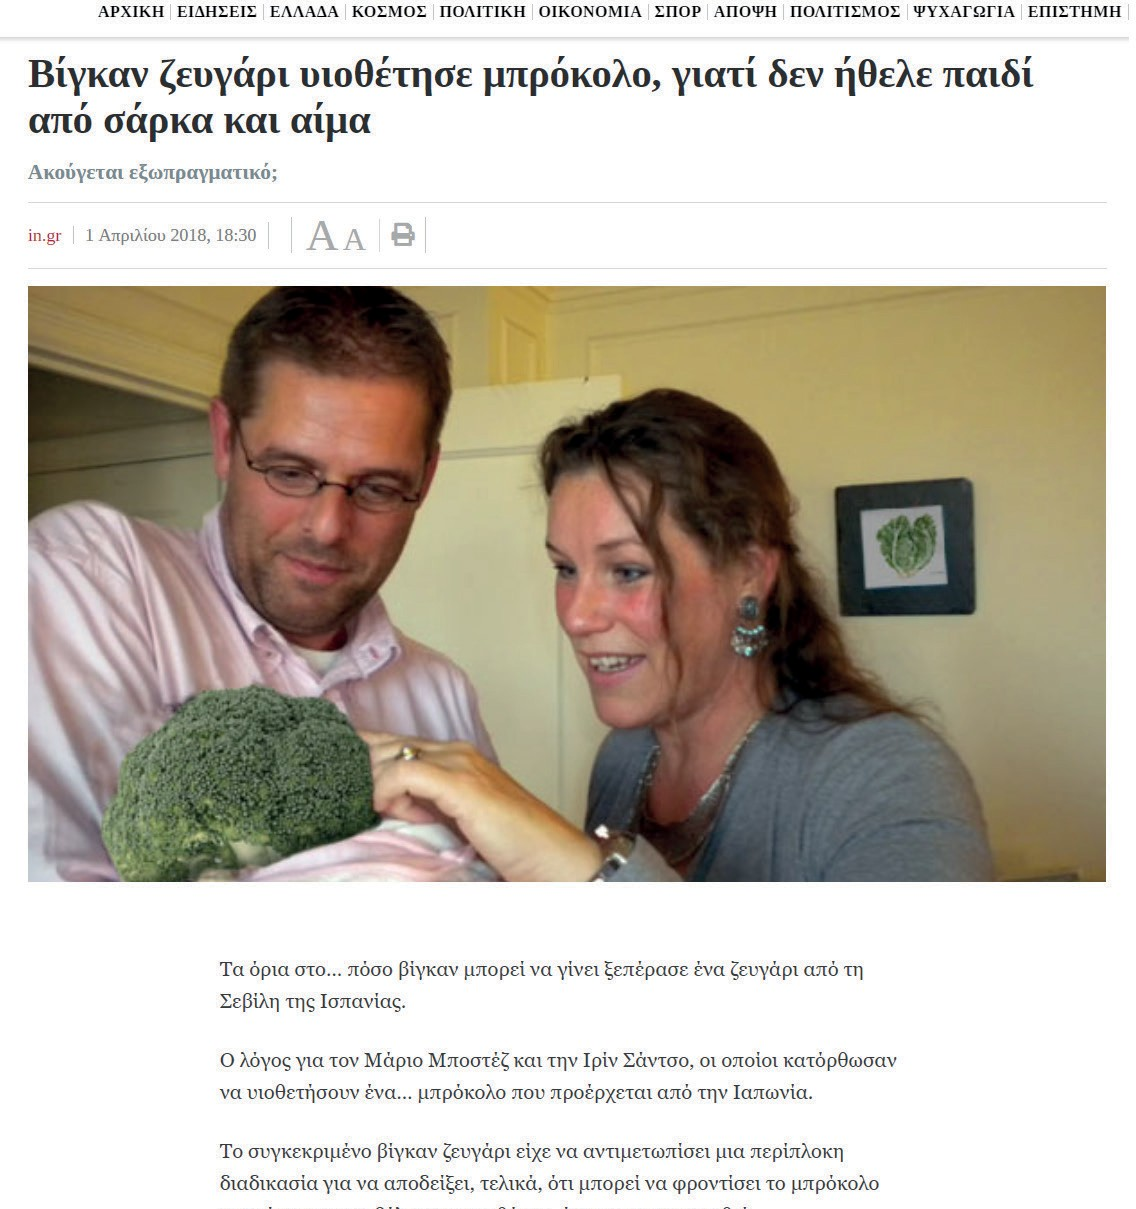 ΑΡΧΙΚΗ | ΕΙΔΗΣΕΙΣ | ΕΛΛΑΔΑ | ΚΟΣΜΟΣ | ΠΟΛΙΤΙΚΗ | ΟΙΚΟΝΟΜΙΑ | ΣΠΟΡ | ΑΠΟΨΗ | ΠΟΛΙΤΙΣΜΟΣ | ΨΥΧΑΓΩΓΙΑ | ΕΠΙΣΤΗΜΗ
Βίγκαν ζευγάρι υιοθέτησε μπρόκολο, γιατί δεν ήθελε παιδί
από σάρκα και αίμα
Ακούγεται εξωπραγματικό;
in.gr | 1 Απριλίου 2018, 18:30 | A A
Τα όρια στο... πόσο βίγκαν μπορεί να γίνει ξεπέρασε ένα ζευγάρι από τη
Σεβίλη της Ισπανίας.
Ο λόγος για τον Μάριο Μποστέζ και την Ιρίν Σάντσο, οι οποίοι κατόρθωσαν
να υιοθετήσουν ένα... μπρόκολο που προέρχεται από την Ιαπωνία.
Το συγκεκριμένο βίγκαν ζευγάρι είχε να αντιμετωπίσει μια περίπλοκη
διαδικασία για να αποδείξει, τελικά, ότι μπορεί να φροντίσει το μπρόκολο